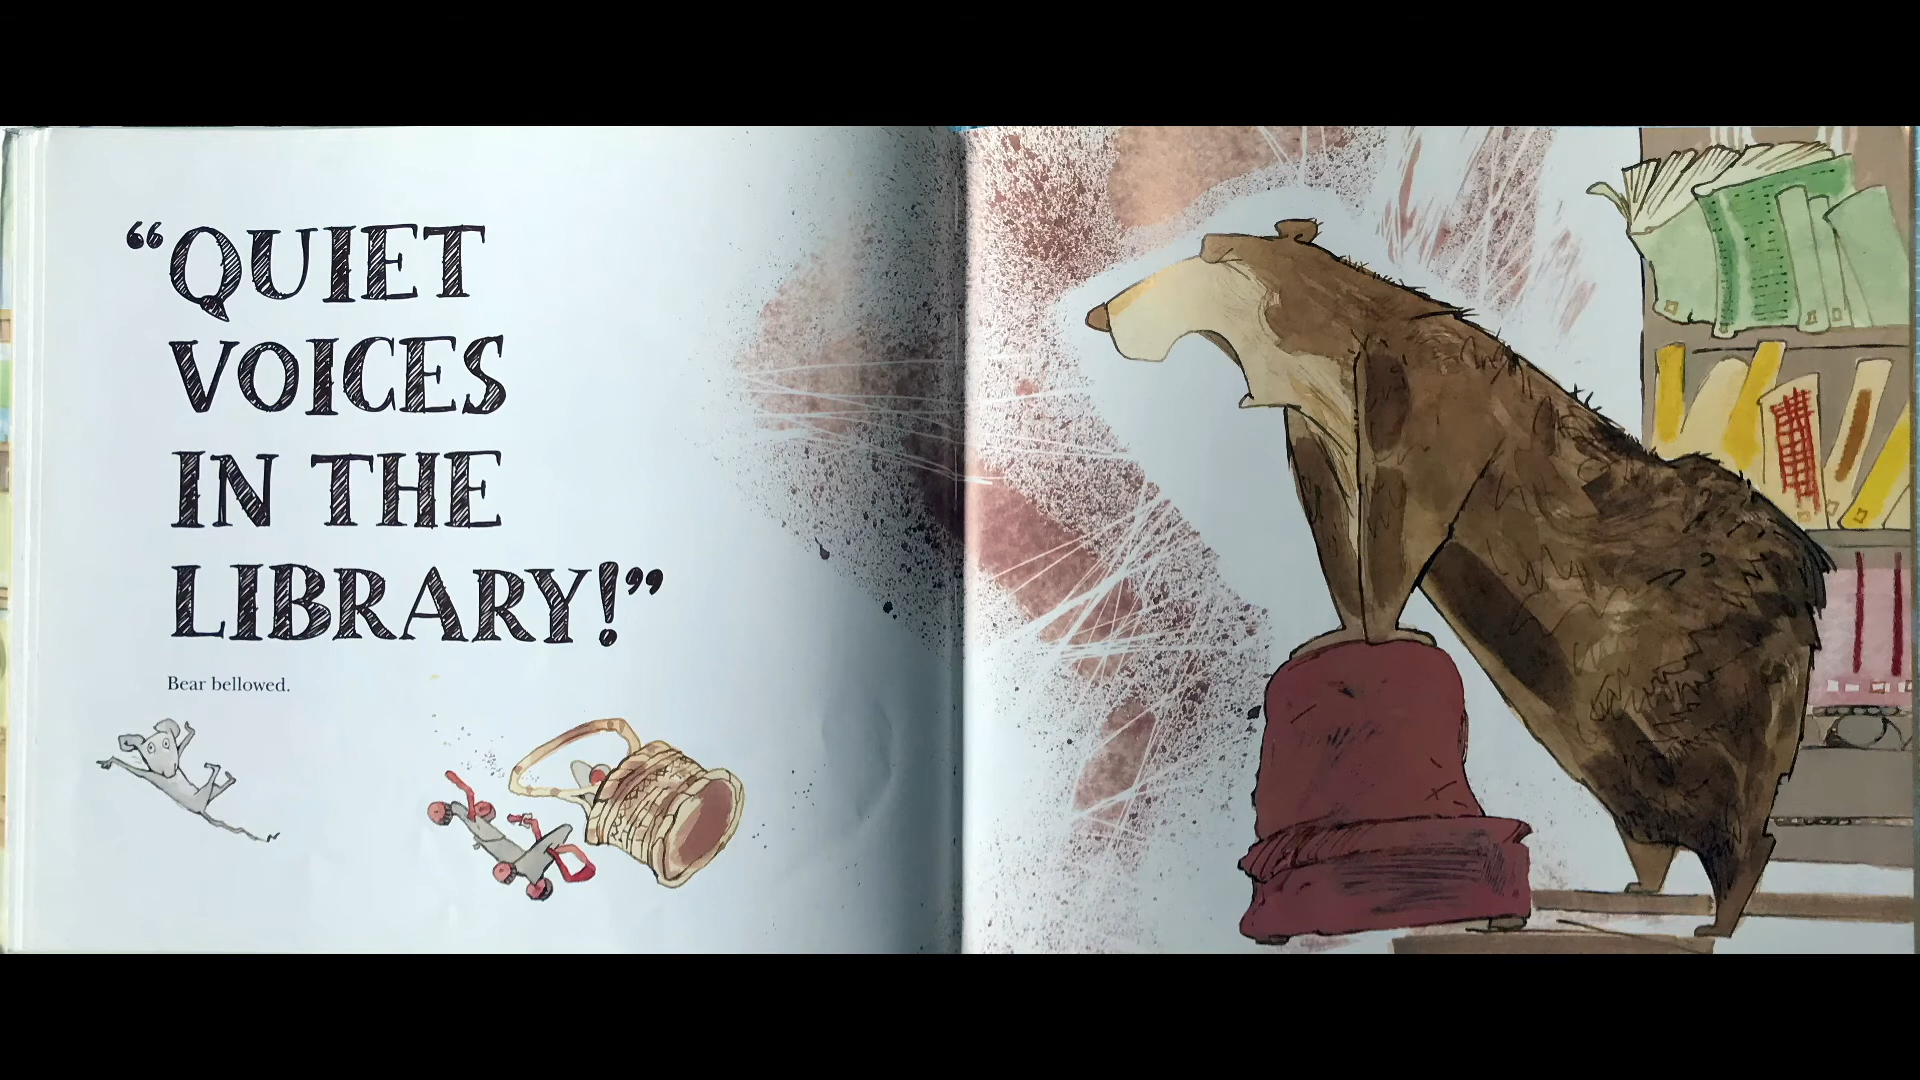 “QUIET
VOICES
IN THE
LIBRARY!”
Bear bellowed.